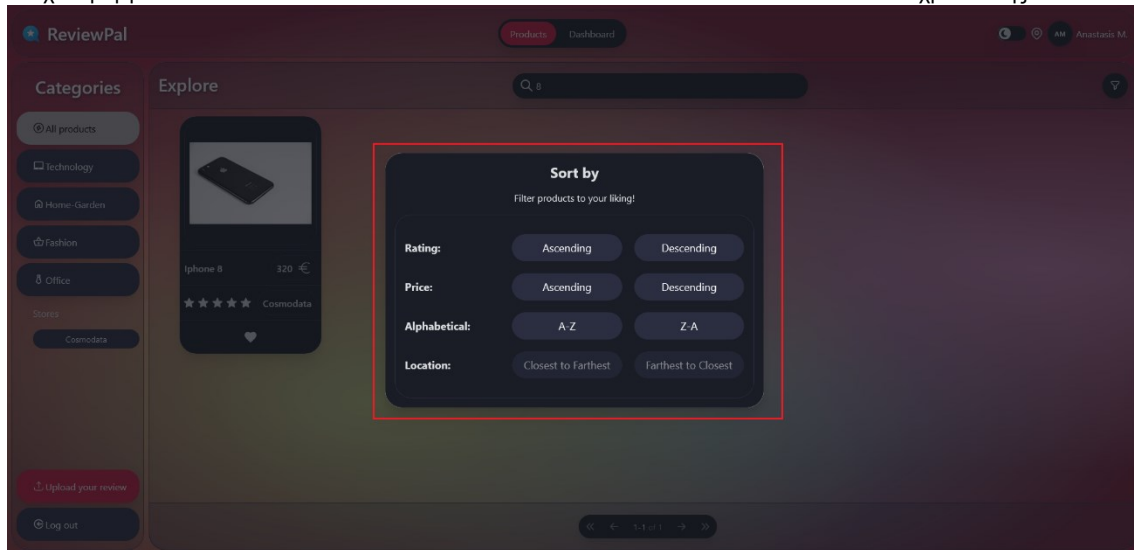 ReviewPal
Products Dashboard
AM Anastasis M.
Categories
Explore
8
All products
Technology
Home-Garden
Fashion
Office
Stores
Cosmodata
Upload your review
Log out
Iphone 8 320 €
Cosmodata
Sort by
Filter products to your liking!
Rating: Ascending Descending
Price: Ascending Descending
Alphabetical: A-Z Z-A
Location: Closest to Farthest Farthest to Closest
1-1 of 1